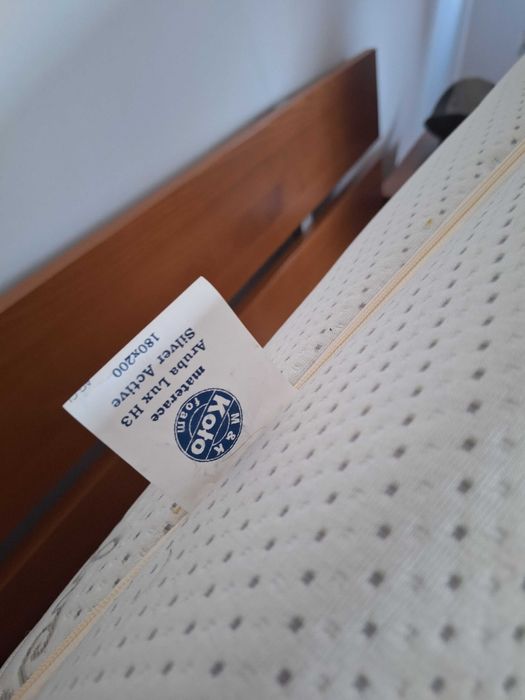 M & K
Koło
foam
materace
Aruba Lux H3
Silver Active
180x200